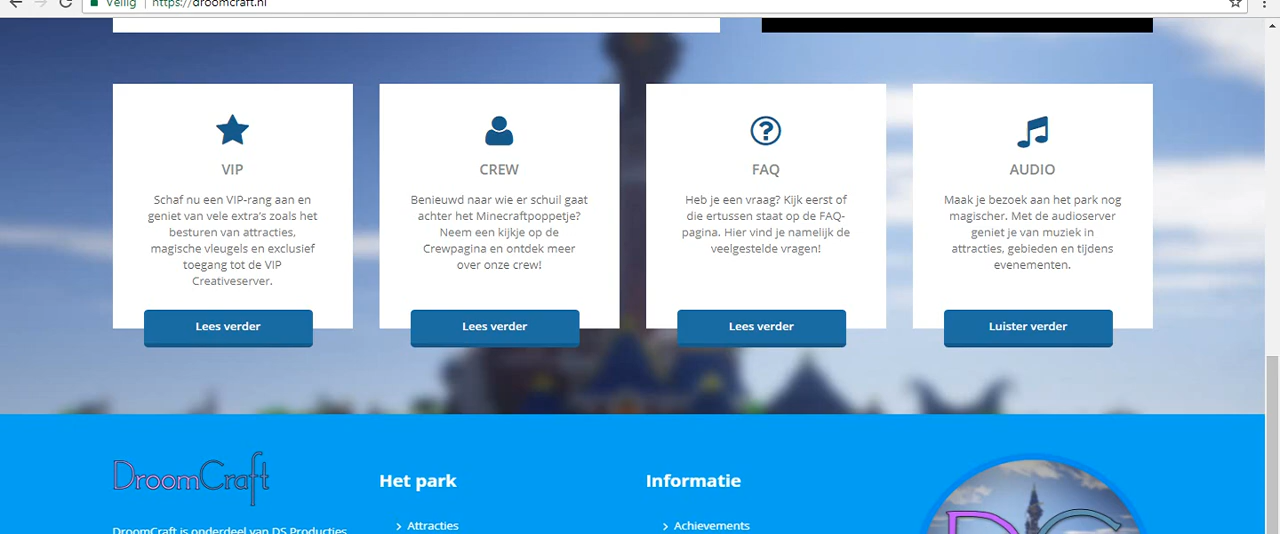 Veilig | https://droomcraft.nl
VIP
Schaf nu een VIP-rang aan en
geniet van vele extra's zoals het
besturen van attracties,
magische vleugels en exclusief
toegang tot de VIP
Creativeserver.
Lees verder
CREW
Benieuwd naar wie er schuil gaat
achter het Minecraftpoppetje?
Neem een kijkje op de
Crewpagina en ontdek meer
over onze crew!
Lees verder
FAQ
Heb je een vraag? Kijk eerst of
die ertussen staat op de FAQ-
pagina. Hier vind je namelijk de
veelgestelde vragen!
Lees verder
AUDIO
Maak je bezoek aan het park nog
magischer. Met de audioserver
geniet je van muziek in
attracties, gebieden en tijdens
evenementen.
Luister verder
DroomCraft
DroomCraft is onderdeel van DS Producties
Het park
Attracties
Informatie
Achievements
DC